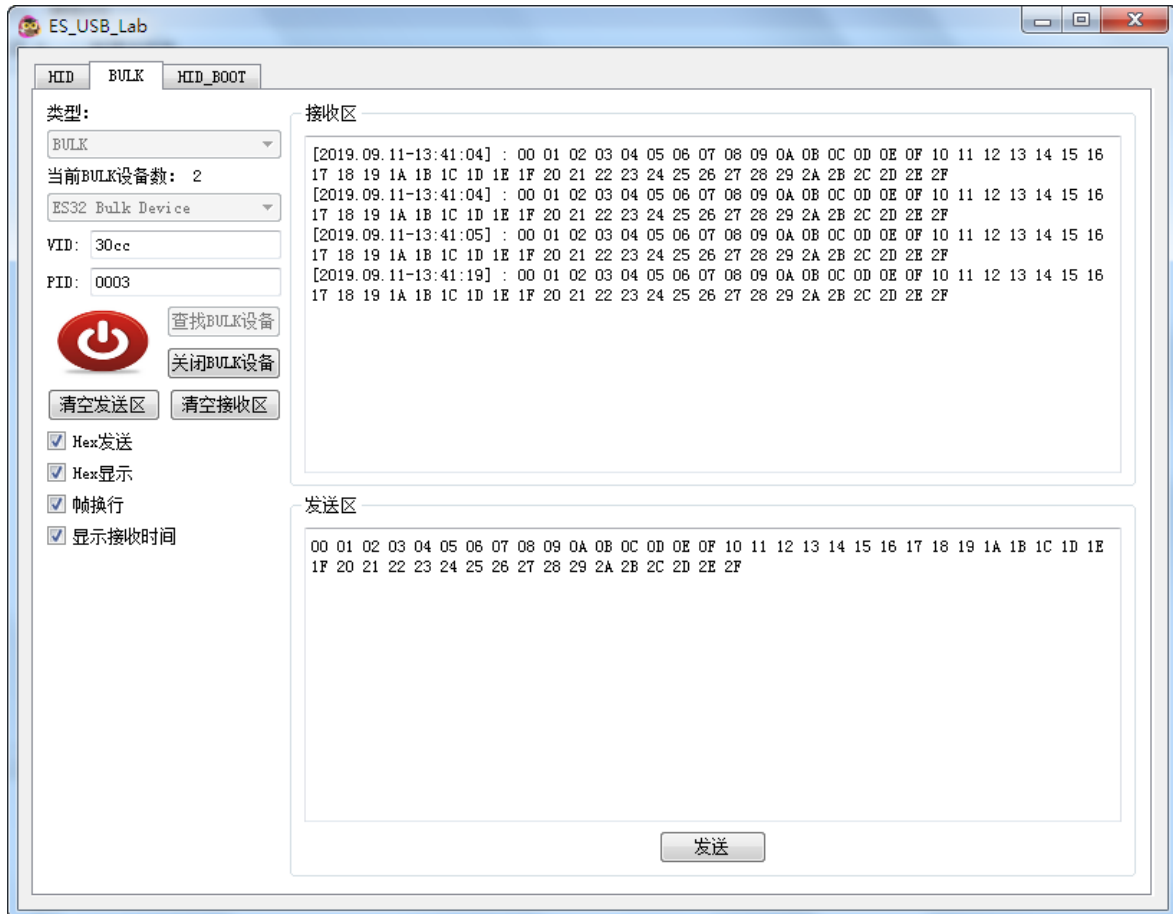 ES_USB_Lab
HID BULK HID_BOOT
类型:
BULK
当前BULK设备数: 2
ES32 Bulk Device
VID: 30cc
PID: 0003
查找BULK设备
关闭BULK设备
清空发送区 清空接收区
Hex发送
Hex显示
帧换行
显示接收时间
接收区
[2019.09.11-13:41:04] : 00 01 02 03 04 05 06 07 08 09 0A 0B 0C 0D 0E 0F 10 11 12 13 14 15 16
17 18 19 1A 1B 1C 1D 1E 1F 20 21 22 23 24 25 26 27 28 29 2A 2B 2C 2D 2E 2F
[2019.09.11-13:41:04] : 00 01 02 03 04 05 06 07 08 09 0A 0B 0C 0D 0E 0F 10 11 12 13 14 15 16
17 18 19 1A 1B 1C 1D 1E 1F 20 21 22 23 24 25 26 27 28 29 2A 2B 2C 2D 2E 2F
[2019.09.11-13:41:05] : 00 01 02 03 04 05 06 07 08 09 0A 0B 0C 0D 0E 0F 10 11 12 13 14 15 16
17 18 19 1A 1B 1C 1D 1E 1F 20 21 22 23 24 25 26 27 28 29 2A 2B 2C 2D 2E 2F
[2019.09.11-13:41:19] : 00 01 02 03 04 05 06 07 08 09 0A 0B 0C 0D 0E 0F 10 11 12 13 14 15 16
17 18 19 1A 1B 1C 1D 1E 1F 20 21 22 23 24 25 26 27 28 29 2A 2B 2C 2D 2E 2F
发送区
00 01 02 03 04 05 06 07 08 09 0A 0B 0C 0D 0E 0F 10 11 12 13 14 15 16 17 18 19 1A 1B 1C 1D 1E
1F 20 21 22 23 24 25 26 27 28 29 2A 2B 2C 2D 2E 2F
发送